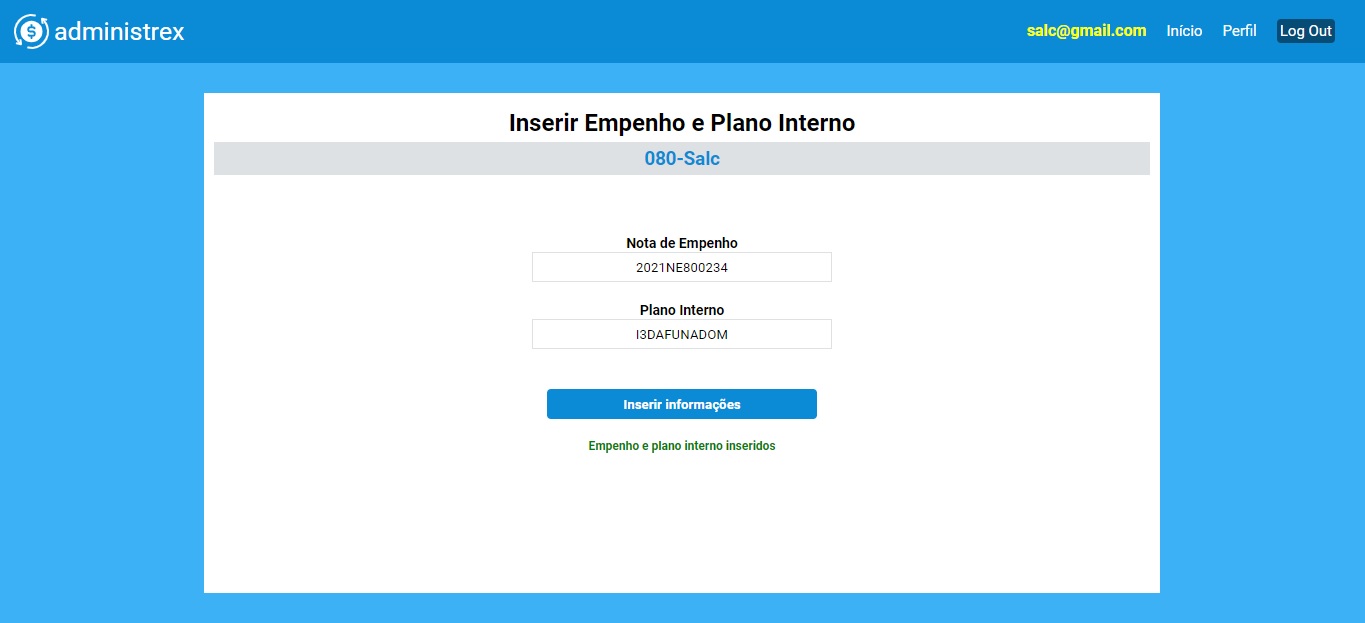 administrex
salc@gmail.com Início Perfil Log Out
Inserir Empenho e Plano Interno
080-Salc
Nota de Empenho
2021NE800234
Plano Interno
I3DAFUNADOM
Inserir informações
Empenho e plano interno inseridos